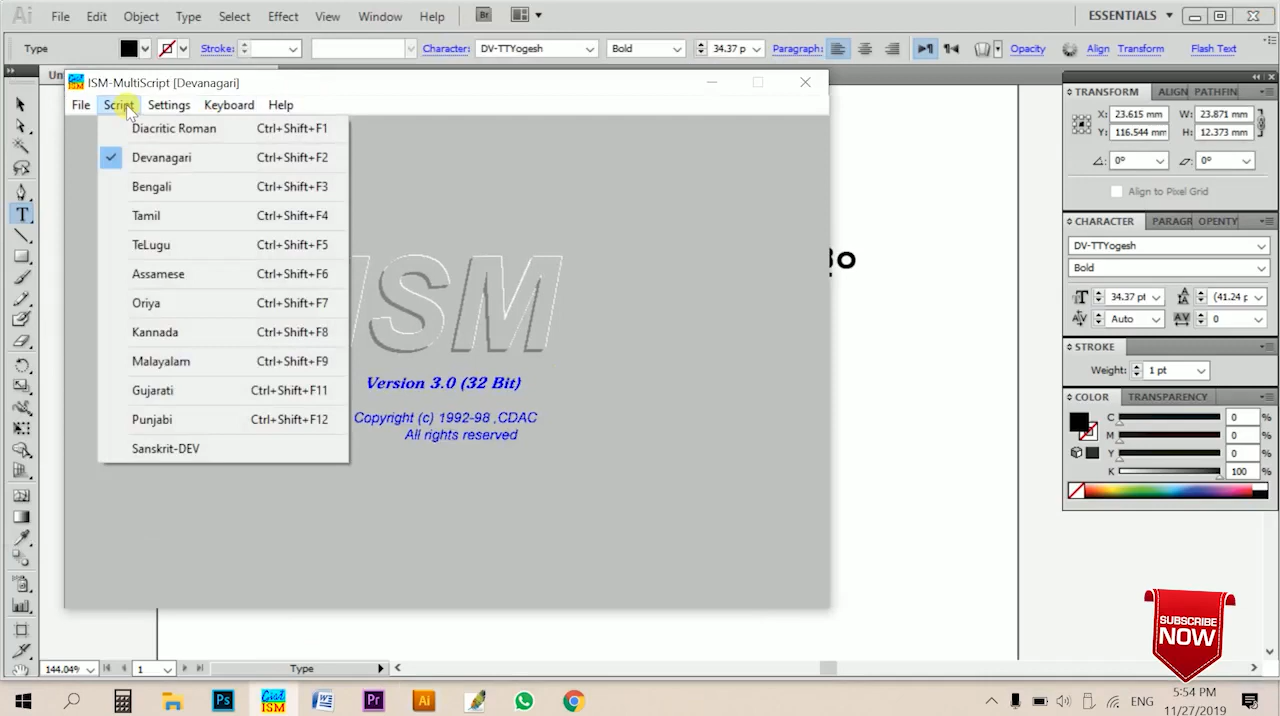 Ai File Edit Object Type Select Effect View Window Help Br ESSENTIALS
Type Stroke: Character: DV-TTYogesh Bold 34.37 p Paragraph: Opacity Align Transform Flash Text
Un
ISM-MultiScript [Devanagari]
File Script Settings Keyboard Help
Diacritic Roman Ctrl+Shift+F1
Devanagari Ctrl+Shift+F2
Bengali Ctrl+Shift+F3
Tamil Ctrl+Shift+F4
TeLugu Ctrl+Shift+F5
Assamese Ctrl+Shift+F6
Oriya Ctrl+Shift+F7
Kannada Ctrl+Shift+F8
Malayalam Ctrl+Shift+F9
Gujarati Ctrl+Shift+F11
Punjabi Ctrl+Shift+F12
Sanskrit-DEV
ISM
Version 3.0 (32 Bit)
Copyright (c) 1992-98 ,CDAC
All rights reserved
TRANSFORM ALIGN PATHFIN
X: 23.615 mm W: 23.871 mm
Y: 116.544 mm H: 12.373 mm
0° 0°
Align to Pixel Grid
CHARACTER PARAGR OPENTY
DV-TTYogesh
Bold
34.37 pt (41.24 p
Auto 0
STROKE
Weight: 1 pt
COLOR TRANSPARENCY
C 0 %
M 0 %
Y 0 %
K 100 %
SUBSCRIBE
NOW
144.04% 1 Type
Ps ISM Pr Ai ENG 5:54 PM
11/27/2019